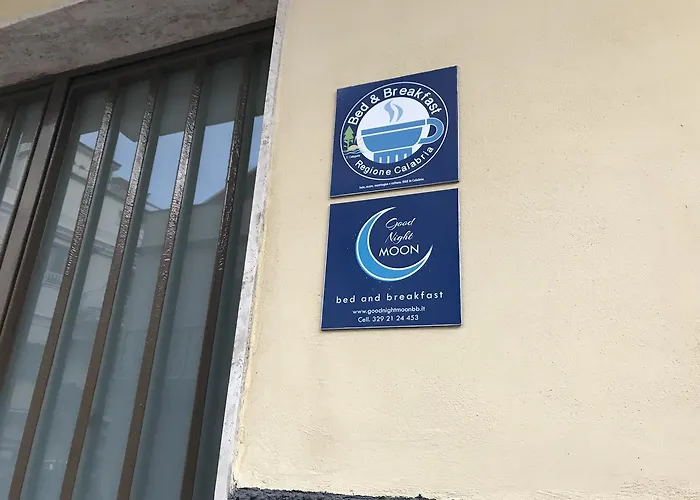 Bed & Breakfast
Regione Calabria
Good
Night
MOON
bed and breakfast
www.goodnightmoonbb.it
Cell. 329 21 24 453